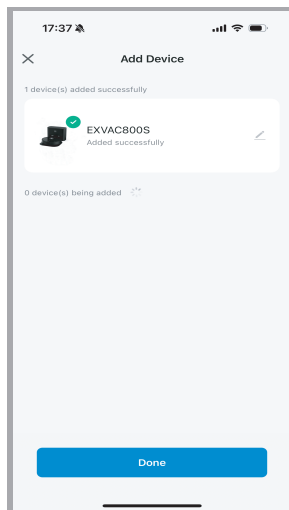 17:37
Add Device
1 device(s) added successfully
EXVAC800S
Added successfully
0 device(s) being added
Done